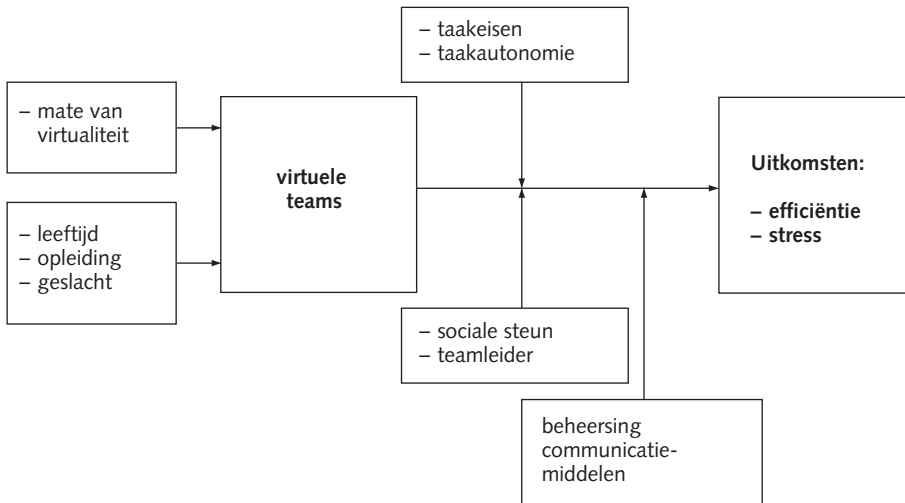 – taakeisen
– taakautonomie
– mate van
virtualiteit
virtuele
teams
Uitkomsten:
– efficiëntie
– stress
– leeftijd
– opleiding
– geslacht
– sociale steun
– teamleider
beheersing
communicatie-
middelen